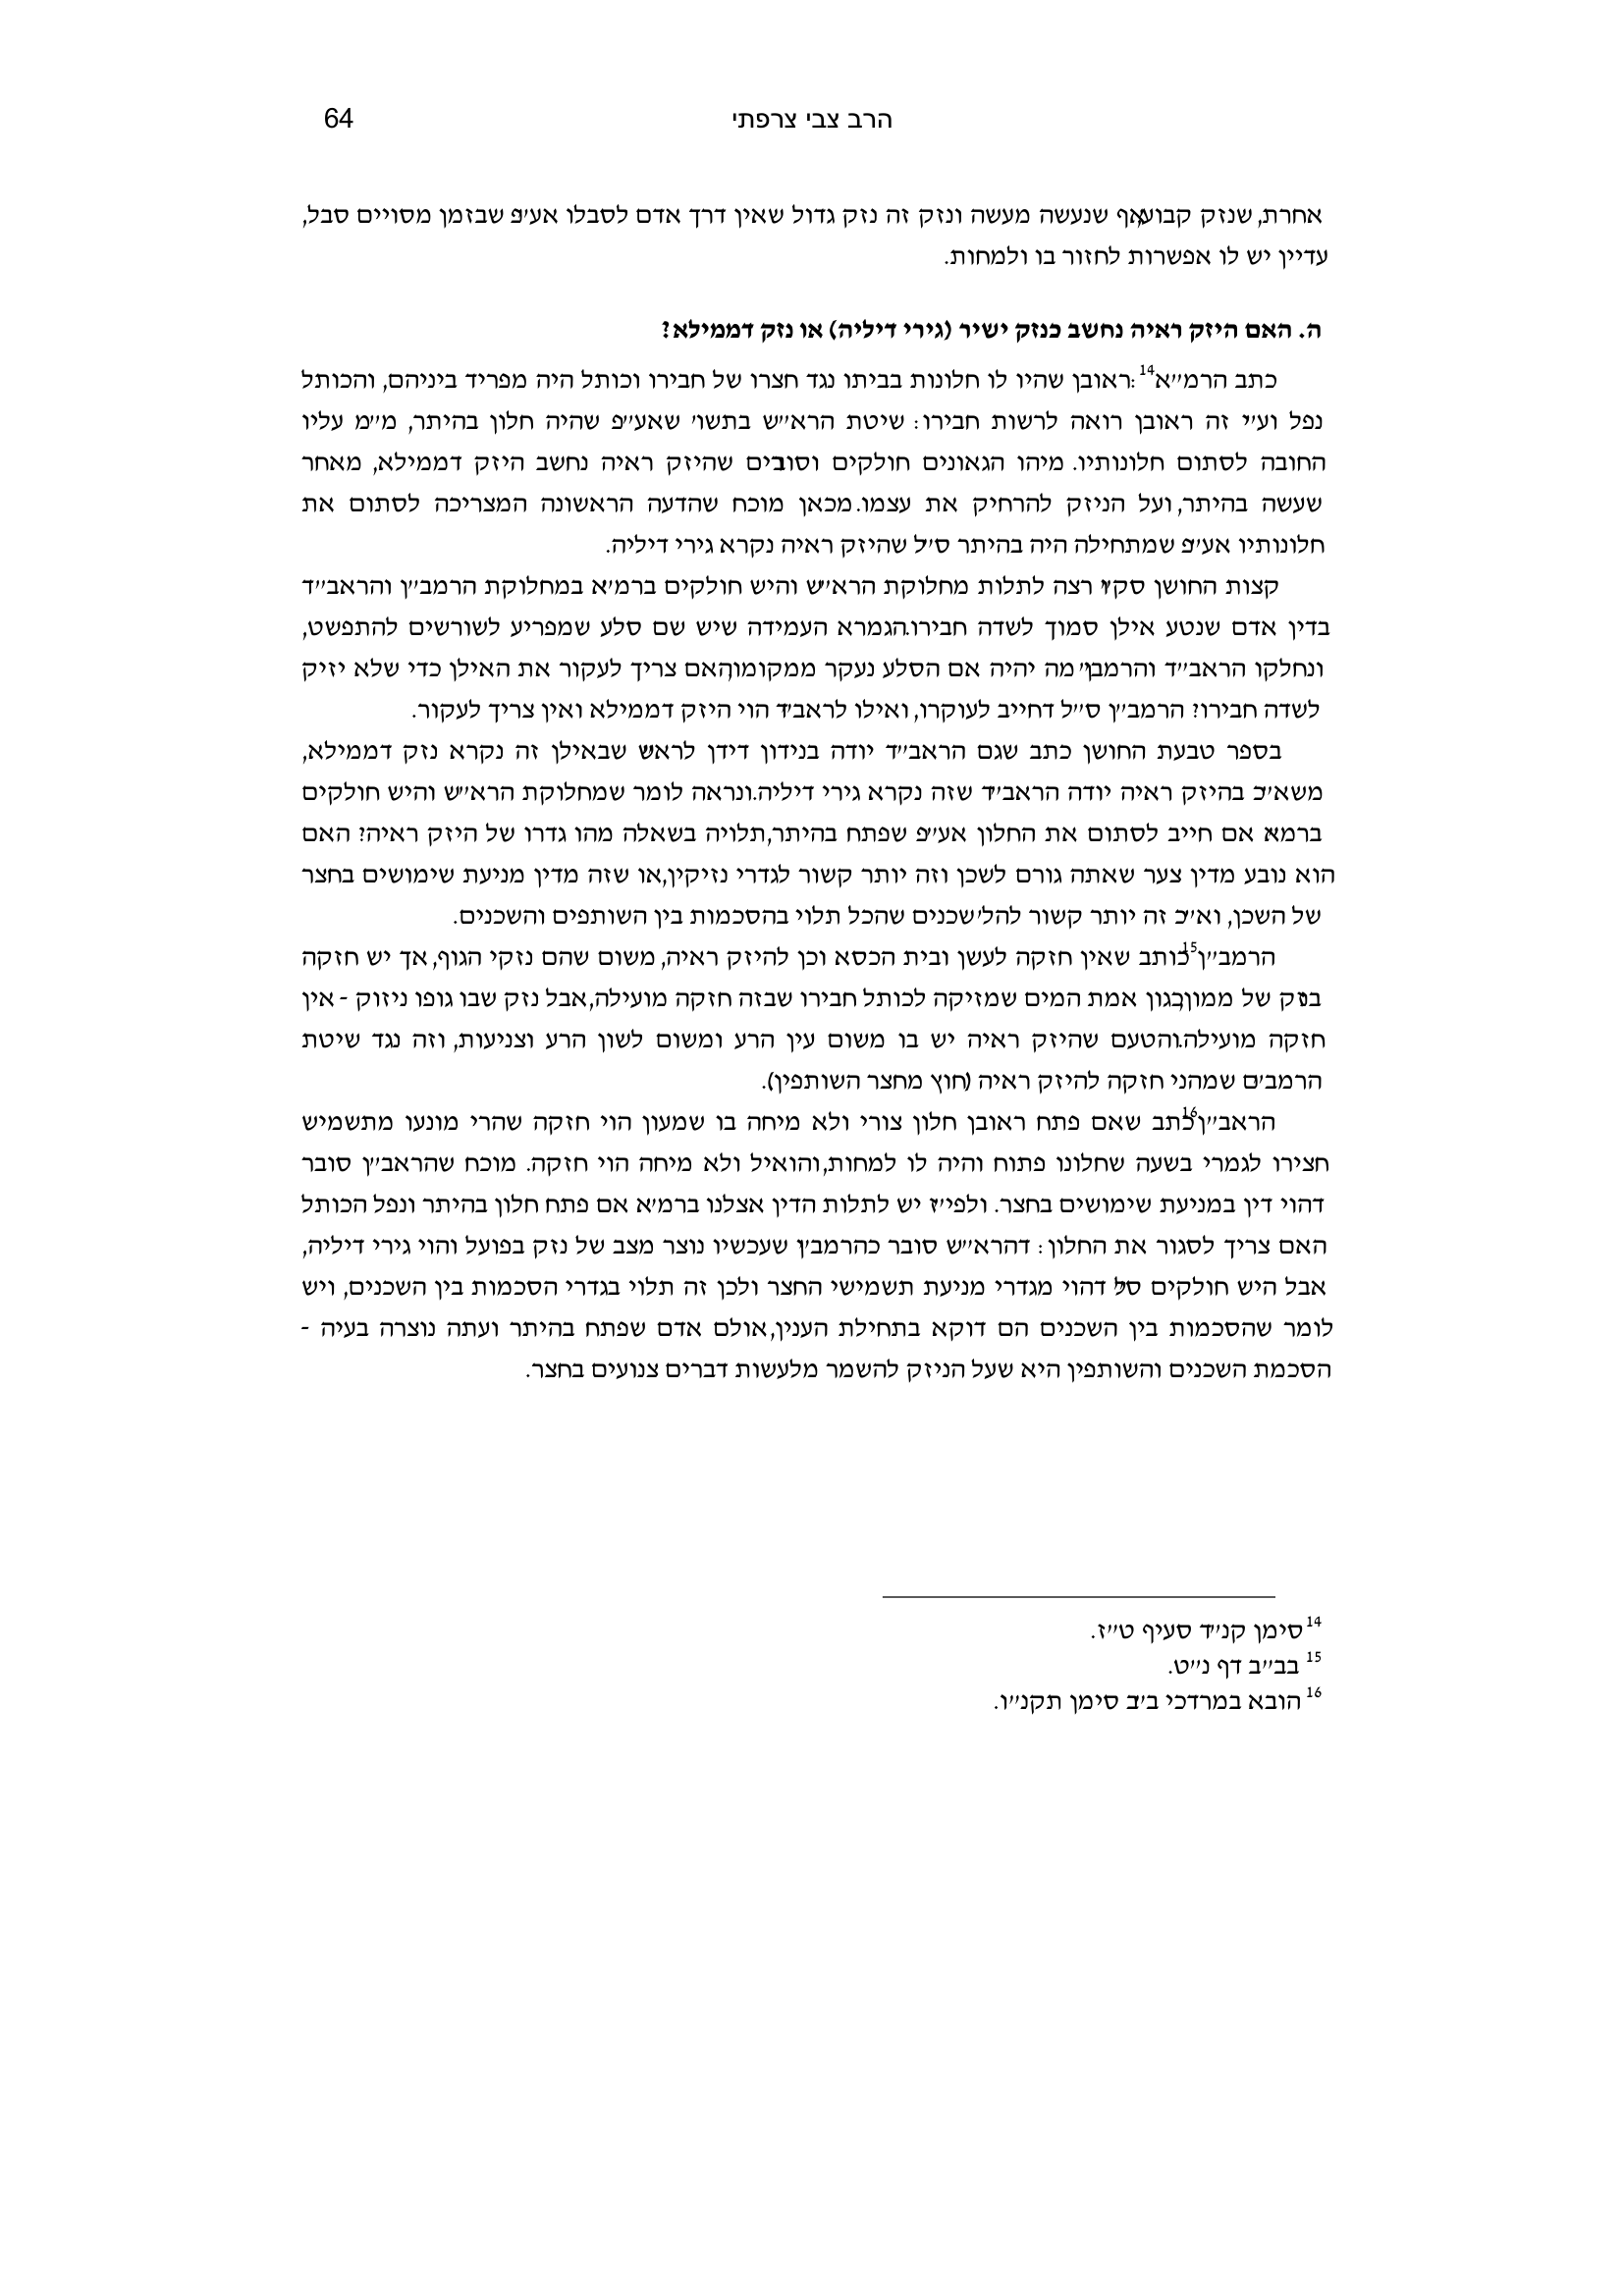 הרב צבי צרפתי 64
אחרת, שנזק קבוע, אף שנעשה מעשה ונזק זה נזק גדול שאין דרך אדם לסבלו אע"פ שבזמן מסויים סבל,
עדיין יש לו אפשרות לחזור בו ולמחות.
ה. האם היזק ראיה נחשב כנזק ישיר (גירי דיליה) או נזק דממילא?
כתב הרמ"א14: ראובן שהיו לו חלונות בביתו נגד חצרו של חבירו וכותל היה מפריד ביניהם, והכותל
נפל וע"י זה ראובן רואה לרשות חבירו: שיטת הרא"ש בתשו' שאע"פ שהיה חלון בהיתר, מ"מ עליו
החובה לסתום חלונותיו. מיהו הגאונים חולקים וסוברים שהיזק ראיה נחשב היזק דממילא, מאחר
שעשה בהיתר, ועל הניזק להרחיק את עצמו. מכאן מוכח שהדעה הראשונה המצריכה לסתום את
חלונותיו אע"פ שמתחילה היה בהיתר ס"ל שהיזק ראיה נקרא גירי דיליה.
קצות החושן סק"ו רצה לתלות מחלוקת הרא"ש והיש חולקים ברמ"א במחלוקת הרמב"ן והראב"ד
בדין אדם שנטע אילן סמוך לשדה חבירו. הגמרא העמידה שיש שם סלע שמפריע לשורשים להתפשט,
ונחלקו הראב"ד והרמב"ן מה יהיה אם הסלע נעקר ממקומו, האם צריך לעקור את האילן כדי שלא יזיק
לשדה חבירו? הרמב"ן ס"ל דחייב לעוקרו, ואילו לראב"ד הוי היזק דממילא ואין צריך לעקור.
בספר טבעת החושן כתב שגם הראב"ד יודה בנידון דידן לרא"ש שבאילן זה נקרא נזק דממילא,
משא"כ בהיזק ראיה יודה הראב"ד שזה נקרא גירי דיליה. ונראה לומר שמחלוקת הרא"ש והיש חולקים
ברמ"א אם חייב לסתום את החלון אע"פ שפתח בהיתר, תלויה בשאלה מהו גדרו של היזק ראיה? האם
הוא נובע מדין צער שאתה גורם לשכן וזה יותר קשור לגדרי נזיקין, או שזה מדין מניעת שימושים בחצר
של השכן, וא"כ זה יותר קשור להל' שכנים שהכל תלוי בהסכמות בין השותפים והשכנים.
הרמב"ן15 כותב שאין חזקה לעשן ובית הכסא וכן להיזק ראיה, משום שהם נזקי הגוף, אך יש חזקה
בנזק של ממון, כגון אמת המים שמזיקה לכותל חבירו שבזה חזקה מועילה, אבל נזק שבו גופו ניזוק - אין
חזקה מועילה. והטעם שהיזק ראיה יש בו משום עין הרע ומשום לשון הרע וצניעות, וזה נגד שיטת
הרמב"ם שמהני חזקה להיזק ראיה (חוץ מחצר השותפין).
הראב"ן16 כתב שאם פתח ראובן חלון צורי ולא מיחה בו שמעון הוי חזקה שהרי מונעו מתשמיש
חצירו לגמרי בשעה שחלונו פתוח והיה לו למחות, והואיל ולא מיחה הוי חזקה. מוכח שהראב"ן סובר
דהוי דין במניעת שימושים בחצר. ולפי"ז יש לתלות הדין אצלנו ברמ"א אם פתח חלון בהיתר ונפל הכותל
האם צריך לסגור את החלון: דהרא"ש סובר כהרמב"ן שעכשיו נוצר מצב של נזק בפועל והוי גירי דיליה,
אבל היש חולקים ס"ל דהוי מגדרי מניעת תשמישי החצר ולכן זה תלוי בגדרי הסכמות בין השכנים, ויש
לומר שהסכמות בין השכנים הם דוקא בתחילת הענין, אולם אדם שפתח בהיתר ועתה נוצרה בעיה -
הסכמת השכנים והשותפין היא שעל הניזק להשמר מלעשות דברים צנועים בחצר.
14 סימן קנ"ד סעיף ט"ז.
15 בב"ב דף נ"ט.
16 הובא במרדכי ב"ב סימן תקנ"ו.